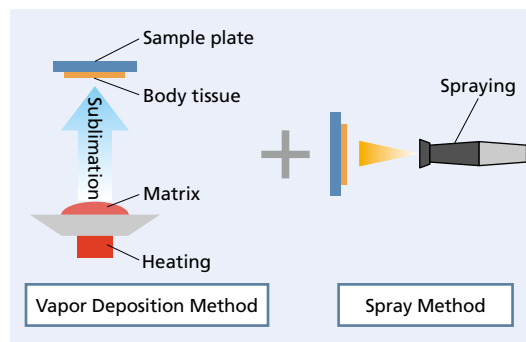 Sample plate
Body tissue
Sublimation
Matrix
Heating
Vapor Deposition Method
Spraying
Spray Method